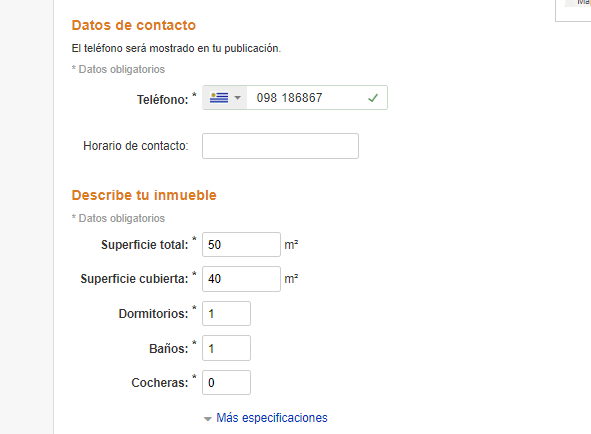 Datos de contacto
El teléfono será mostrado en tu publicación.
* Datos obligatorios
Teléfono: * 098 186867
Horario de contacto:
Describe tu inmueble
* Datos obligatorios
Superficie total: * 50 m²
Superficie cubierta: * 40 m²
Dormitorios: * 1
Baños: * 1
Cocheras: * 0
Más especificaciones